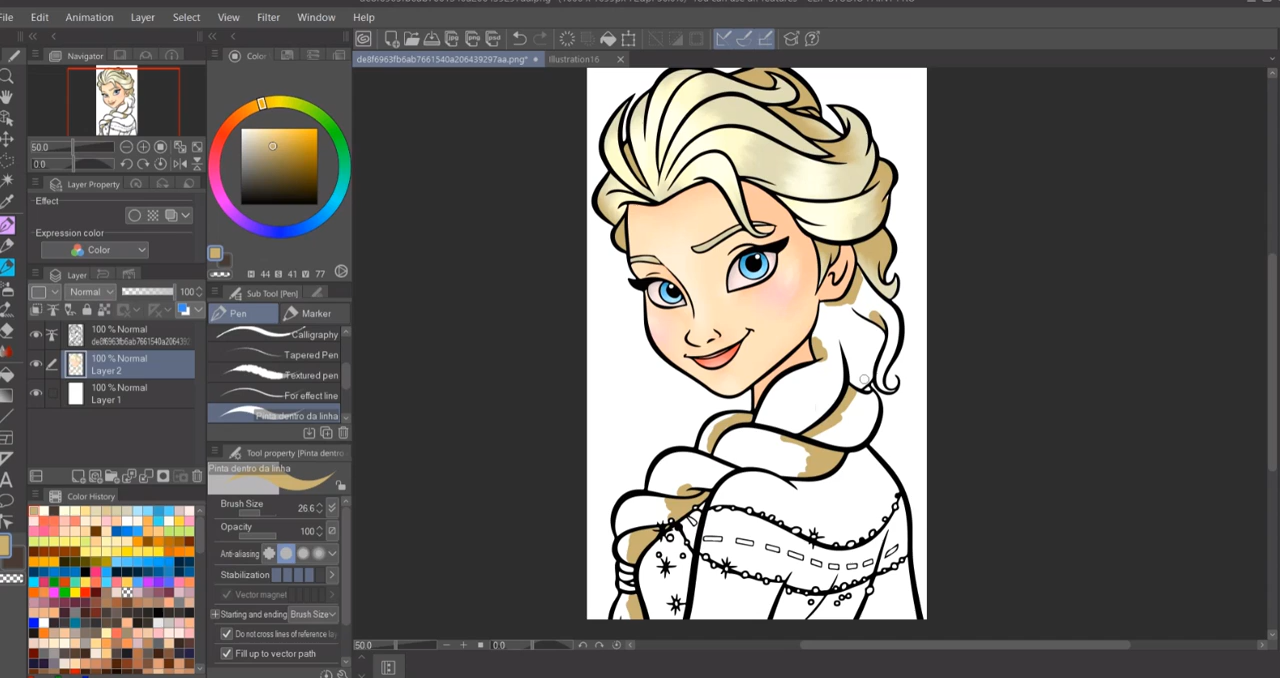 File Edit Animation Layer Select View Filter Window Help
Navigator
Color
de8f6963fb6ab7661540a206439297aa.png*
Illustration16
50.0
0.0
Layer Property
Effect
Expression color
Color
Layer
Normal
100
100 % Normal
de8f6963fb6ab7661540a2064392
100 % Normal
Layer 2
100 % Normal
Layer 1
Color History
H 44 S 41 V 77
Sub Tool [Pen]
Pen
Marker
Calligraphy
Tapered Pen
Textured pen
For effect line
Pinta dentro da linha
Tool property [Pinta dentro
Pinta dentro da linha
Brush Size 26.6
Opacity 100
Anti-aliasing
Stabilization
Vector magnet
Starting and ending Brush Size
Do not cross lines of reference la
Fill up to vector path
50.0
0.0